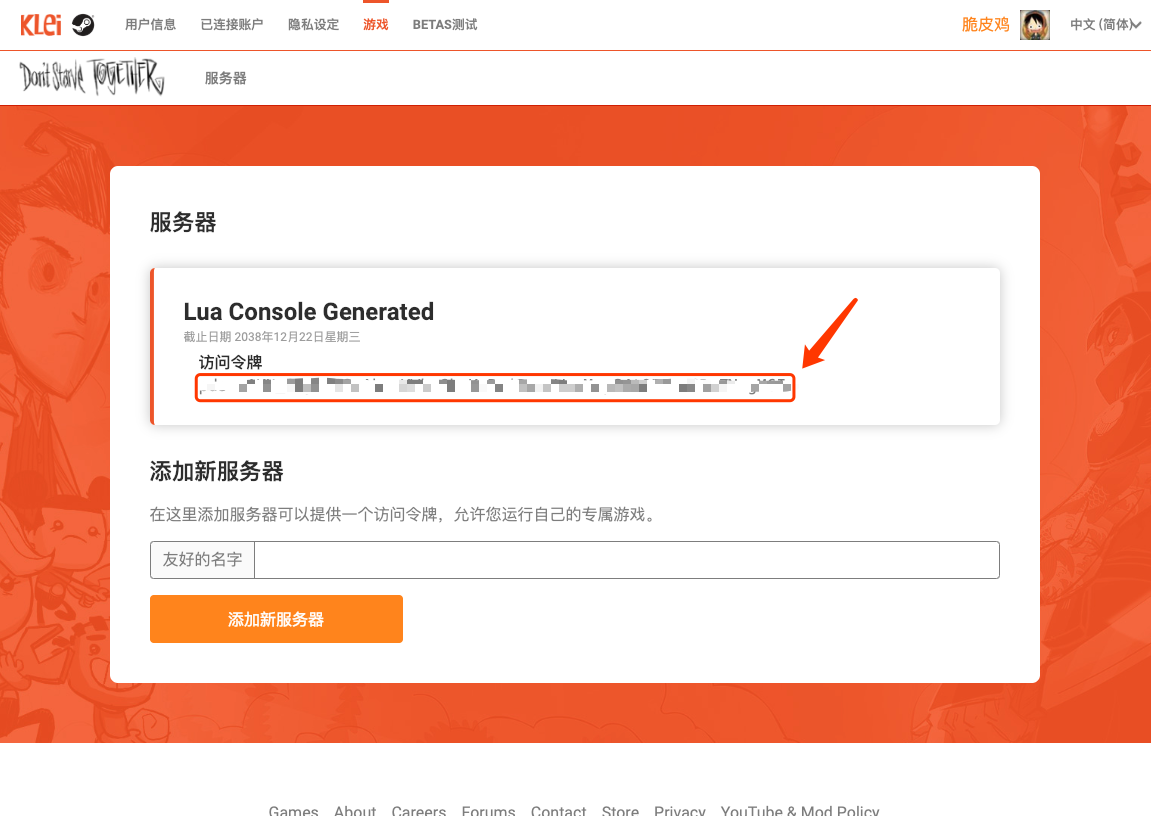 Klei 用户信息 已连接账户 隐私设定 游戏 BETAS测试 脆皮鸡 中文 (简体)
Don't Starve TOGETHER 服务器
服务器
Lua Console Generated
截止日期 2038年12月22日星期三
访问令牌
添加新服务器
在这里添加服务器可以提供一个访问令牌，允许您运行自己的专属游戏。
友好的名字
添加新服务器
Games About Careers Forums Contact Store Privacy YouTube & Mod Policy